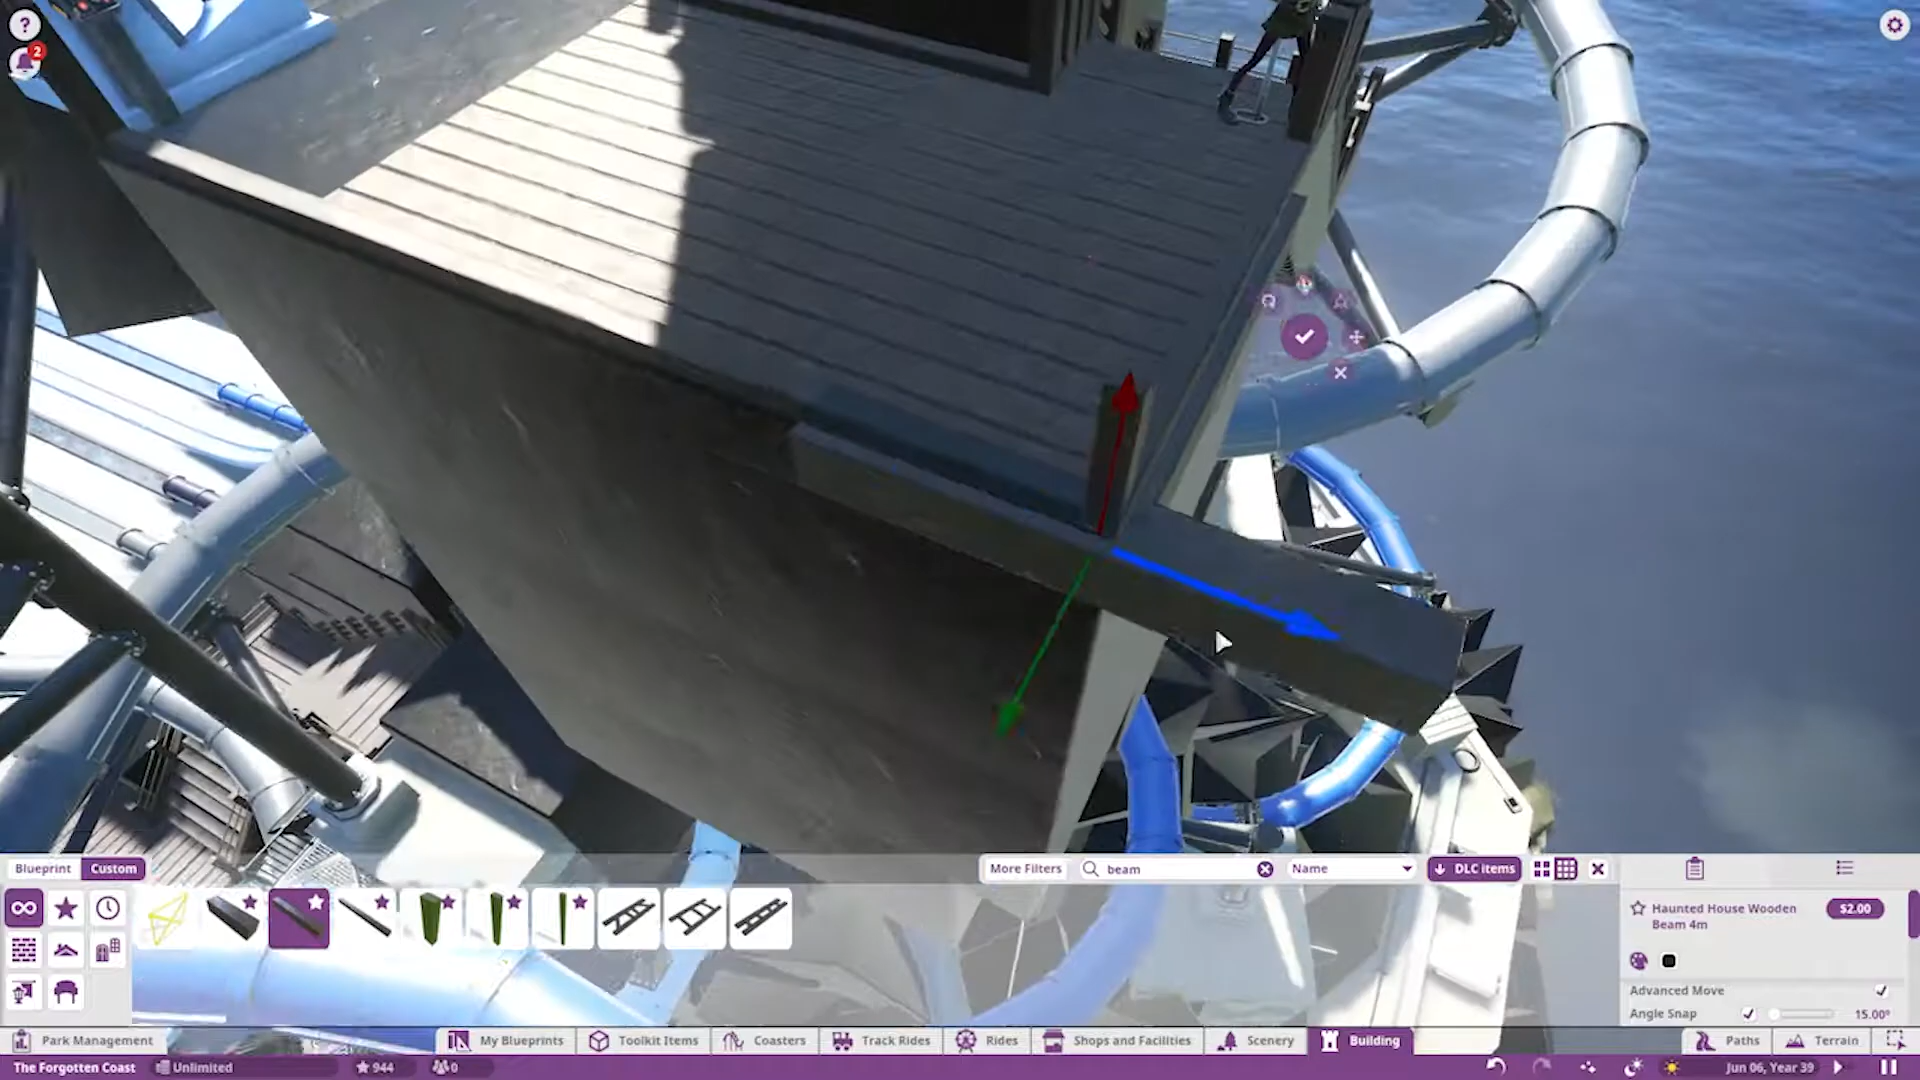 ?
2
Blueprint
Custom
More Filters
beam
Name
DLC items
Haunted House Wooden
Beam 4m
$2.00
Advanced Move
Angle Snap
15.00°
Park Management
My Blueprints
Toolkit Items
Coasters
Track Rides
Rides
Shops and Facilities
Scenery
Building
Paths
Terrain
The Forgotten Coast
Unlimited
944
0
Jun 06, Year 39